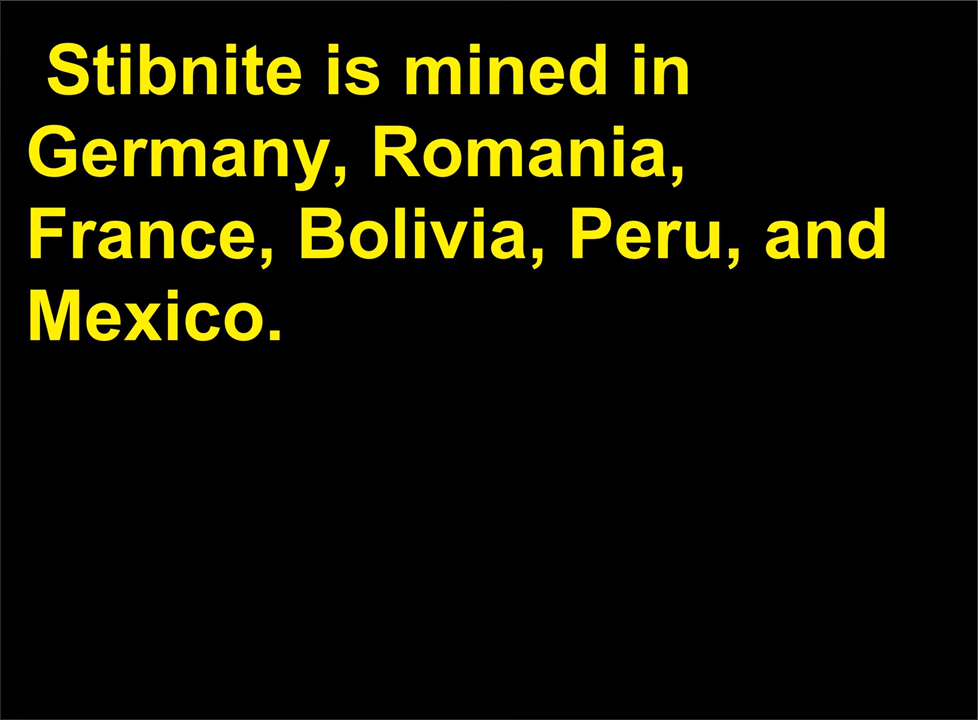 Stibnite is mined in
Germany, Romania,
France, Bolivia, Peru, and
Mexico.